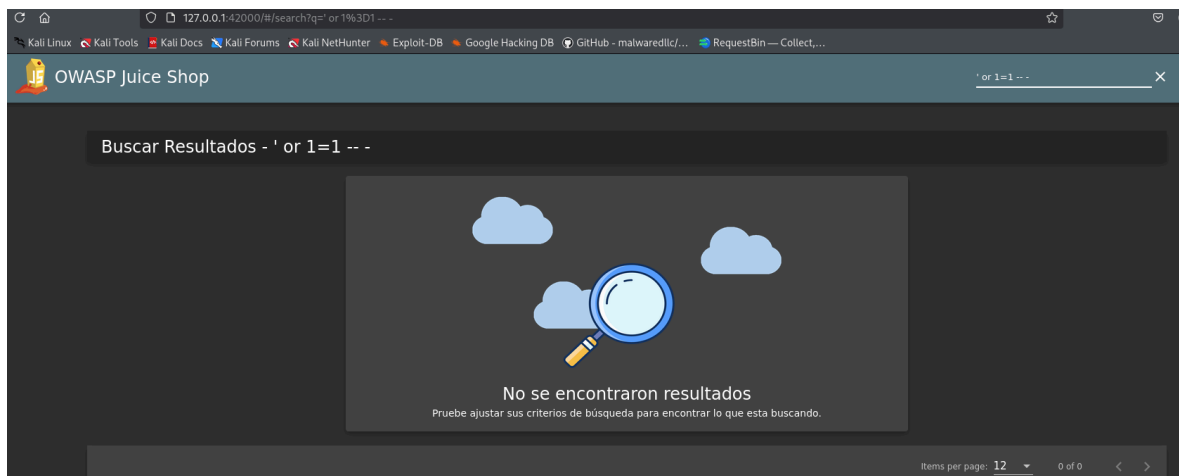 127.0.0.1:42000/#/search?q=' or 1%3D1 -- -
Kali Linux Kali Tools Kali Docs Kali Forums Kali NetHunter Exploit-DB Google Hacking DB GitHub - malwaredllc/... RequestBin — Collect,...
JS OWASP Juice Shop ' or 1=1 -- -
Buscar Resultados - ' or 1=1 -- -
No se encontraron resultados
Pruebe ajustar sus criterios de búsqueda para encontrar lo que esta buscando.
Items per page: 12 0 of 0